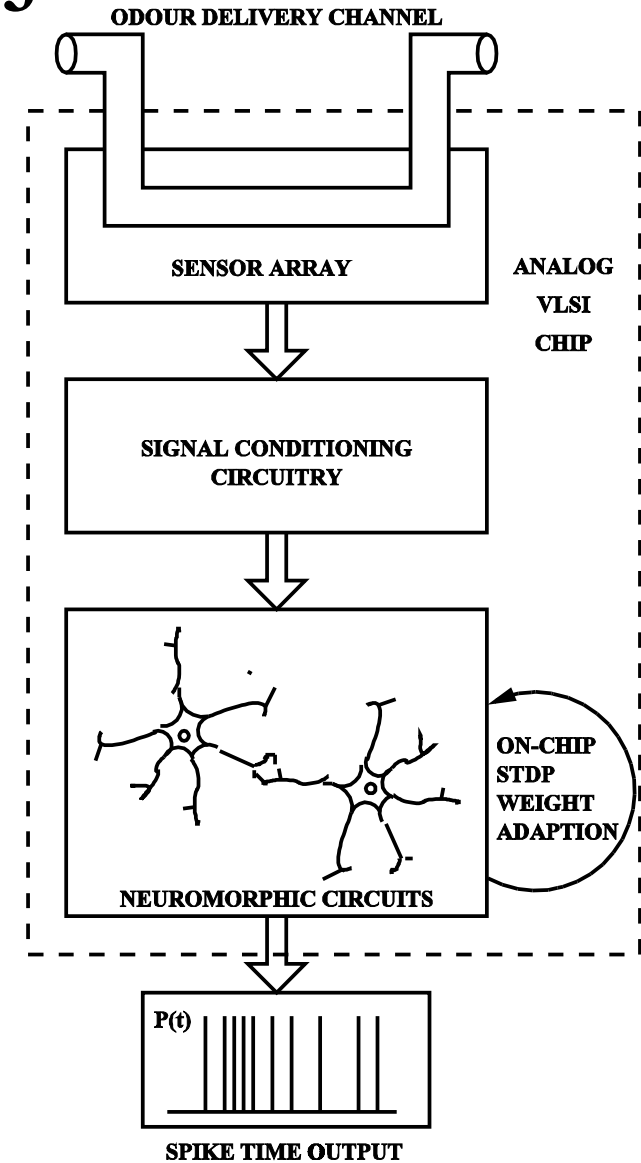 ODOUR DELIVERY CHANNEL
SENSOR ARRAY
ANALOG
VLSI
CHIP
SIGNAL CONDITIONING
CIRCUITRY
ON-CHIP
STDP
WEIGHT
ADAPTION
NEUROMORPHIC CIRCUITS
P(t)
SPIKE TIME OUTPUT